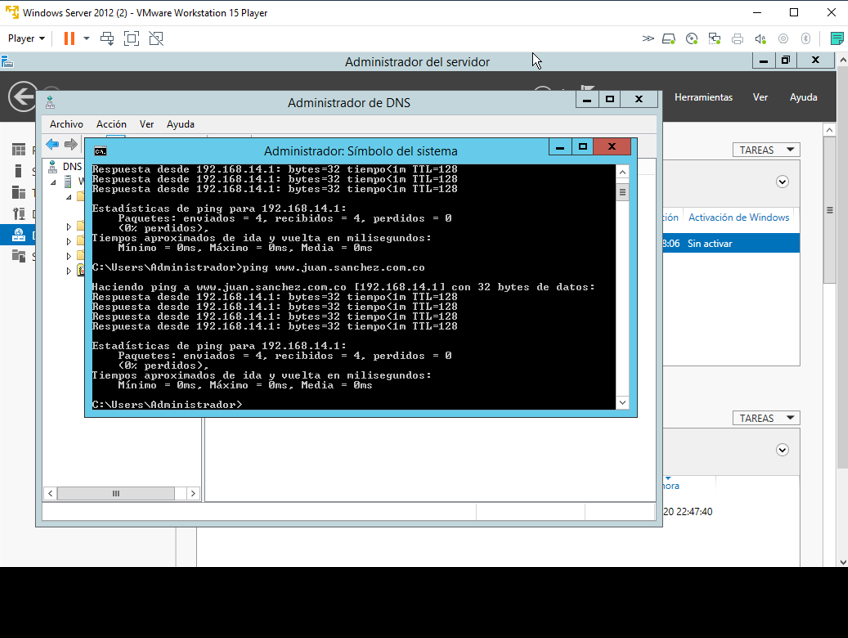 Windows Server 2012 (2) - VMware Workstation 15 Player
Player
Administrador del servidor
Herramientas Ver Ayuda
Administrador de DNS
Archivo Acción Ver Ayuda
DNS
TAREAS
Activación de Windows
8:06 Sin activar
Administrador: Símbolo del sistema
Respuesta desde 192.168.14.1: bytes=32 tiempo<1m TTL=128
Respuesta desde 192.168.14.1: bytes=32 tiempo<1m TTL=128
Respuesta desde 192.168.14.1: bytes=32 tiempo<1m TTL=128
Estadísticas de ping para 192.168.14.1:
Paquetes: enviados = 4, recibidos = 4, perdidos = 0
(0% perdidos),
Tiempos aproximados de ida y vuelta en milisegundos:
Mínimo = 0ms, Máximo = 0ms, Media = 0ms
C:\Users\Administrador>ping www.juan.sanchez.com.co
Haciendo ping a www.juan.sanchez.com.co [192.168.14.1] con 32 bytes de datos:
Respuesta desde 192.168.14.1: bytes=32 tiempo<1m TTL=128
Respuesta desde 192.168.14.1: bytes=32 tiempo<1m TTL=128
Respuesta desde 192.168.14.1: bytes=32 tiempo<1m TTL=128
Respuesta desde 192.168.14.1: bytes=32 tiempo<1m TTL=128
Estadísticas de ping para 192.168.14.1:
Paquetes: enviados = 4, recibidos = 4, perdidos = 0
(0% perdidos),
Tiempos aproximados de ida y vuelta en milisegundos:
Mínimo = 0ms, Máximo = 0ms, Media = 0ms
C:\Users\Administrador>
TAREAS
hora
20 22:47:40